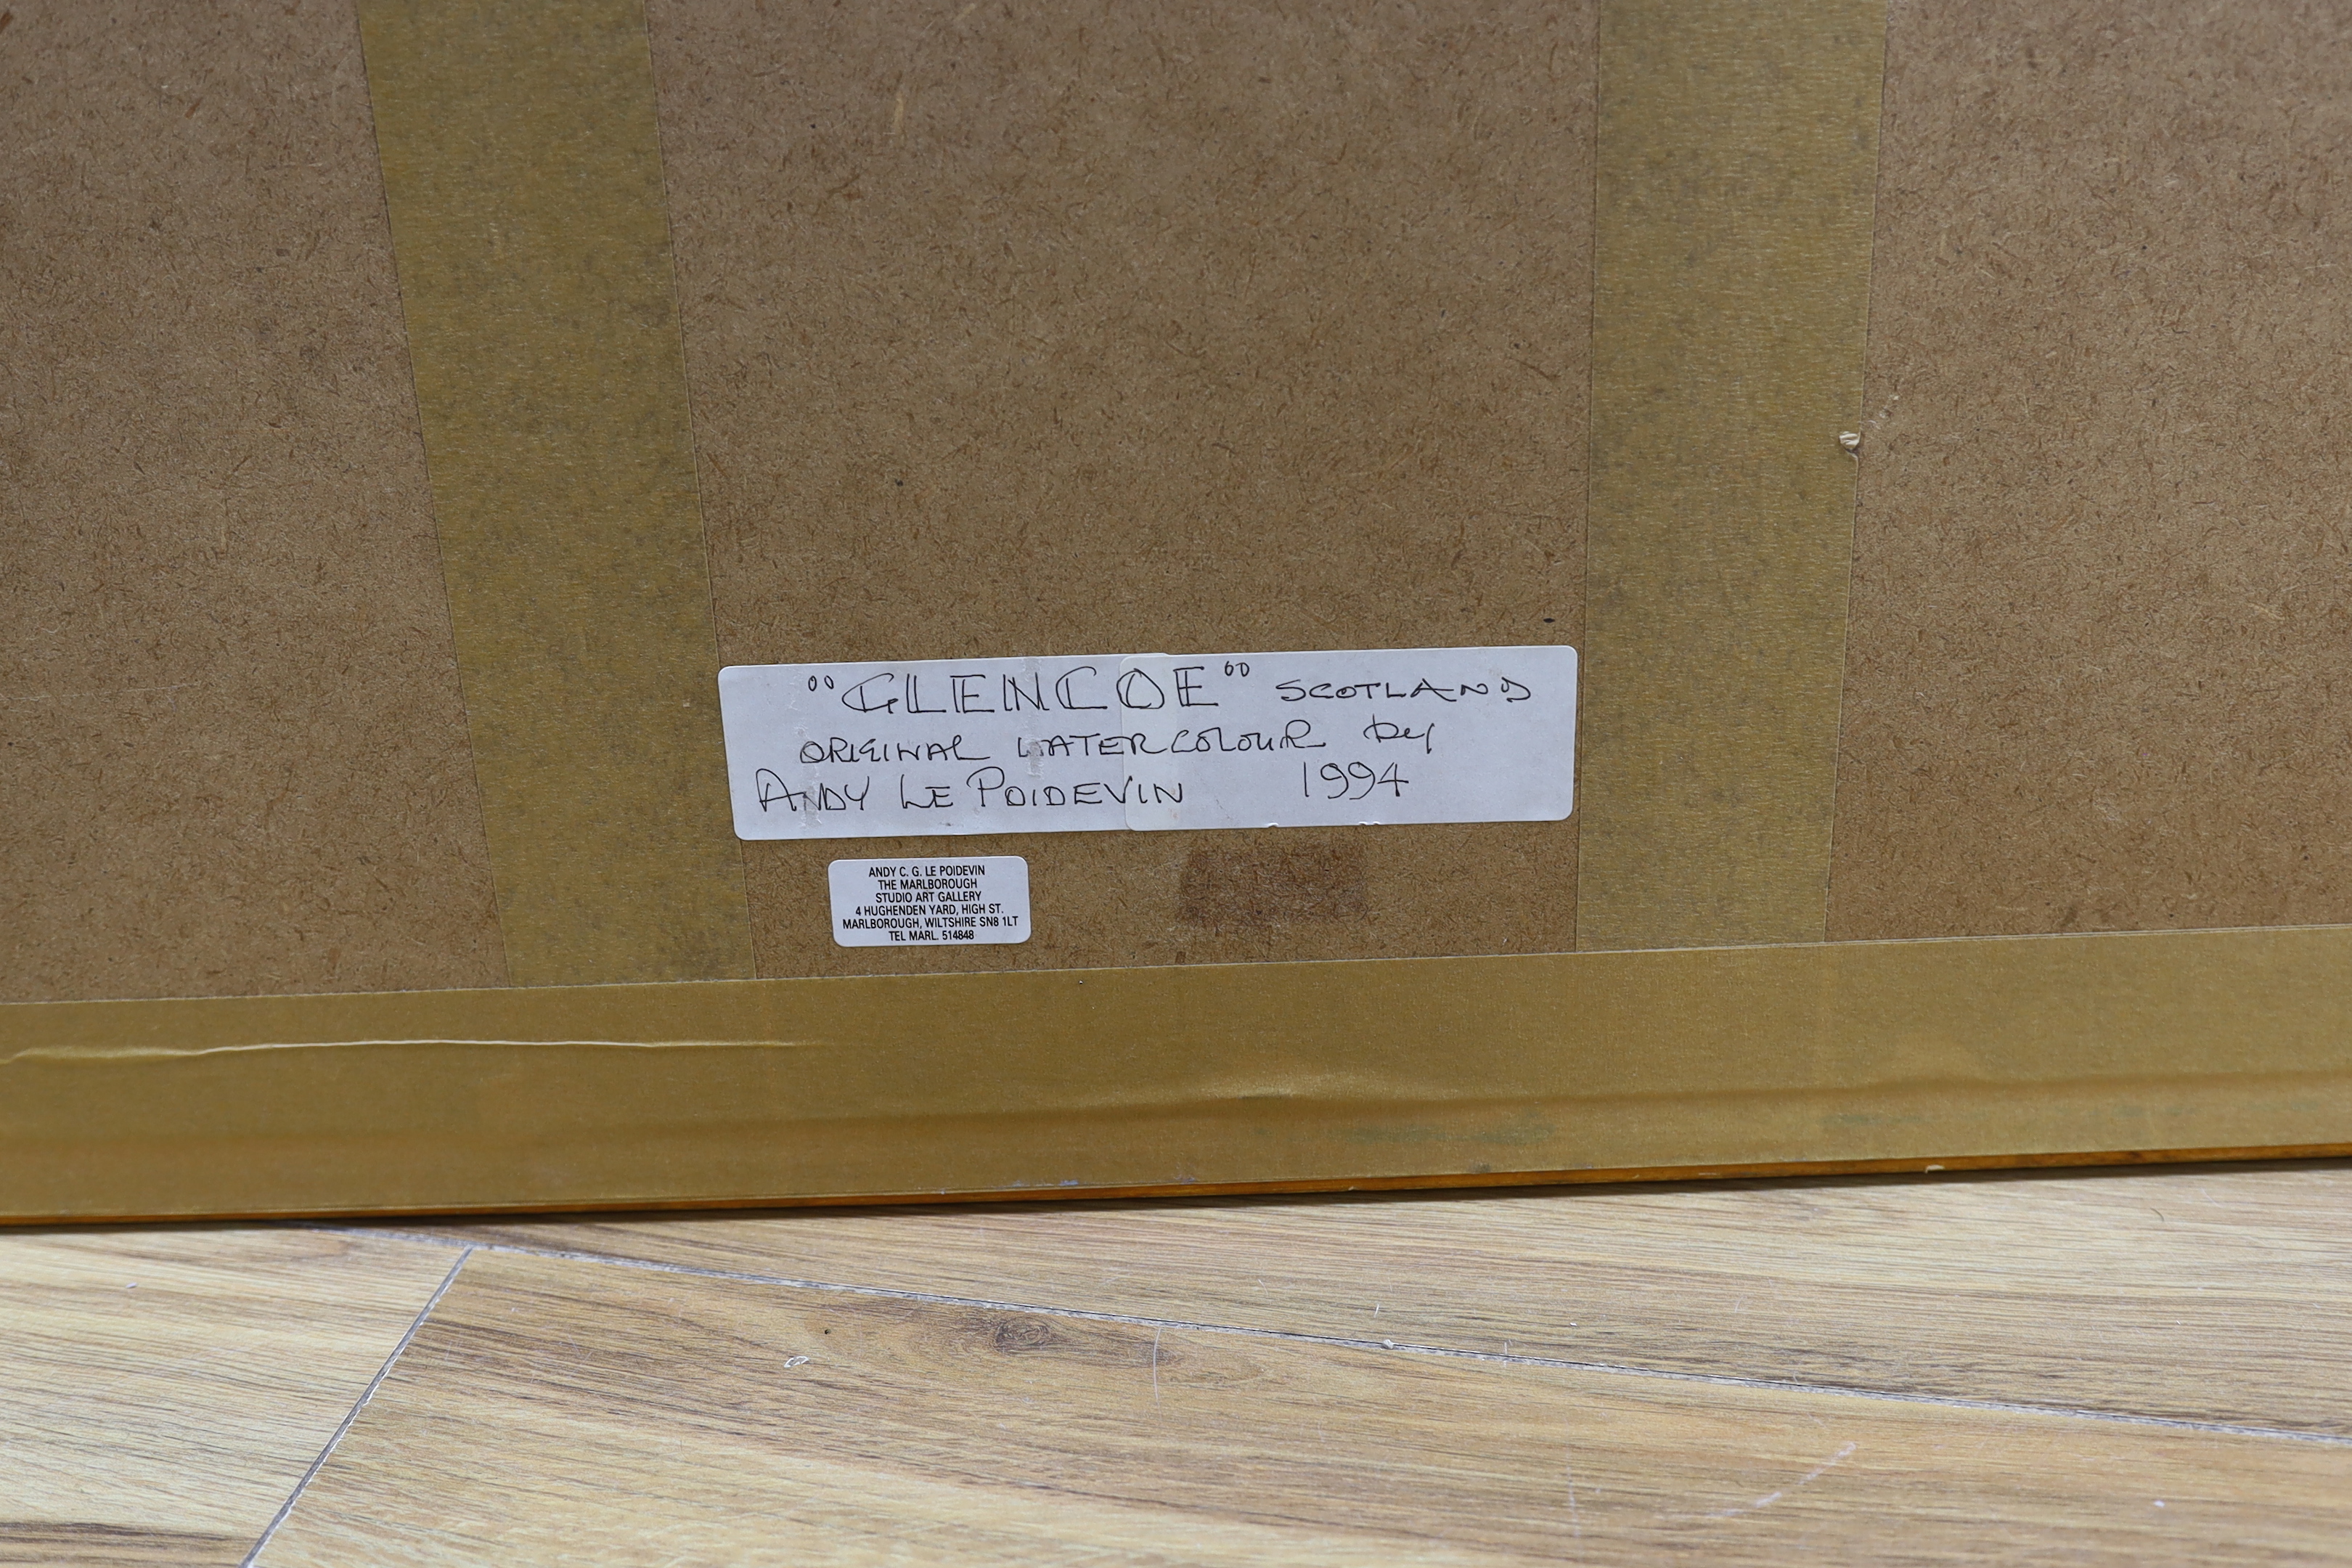 "GLENCOE" SCOTLAND
ORIGINAL WATERCOLOUR by
ANDY LE POIDEVIN 1994
ANDY C. G. LE POIDEVIN
THE MARLBOROUGH
STUDIO ART GALLERY
4 HUGHENDEN YARD, HIGH ST.
MARLBOROUGH, WILTSHIRE SN8 1LT
TEL MARL. 514848